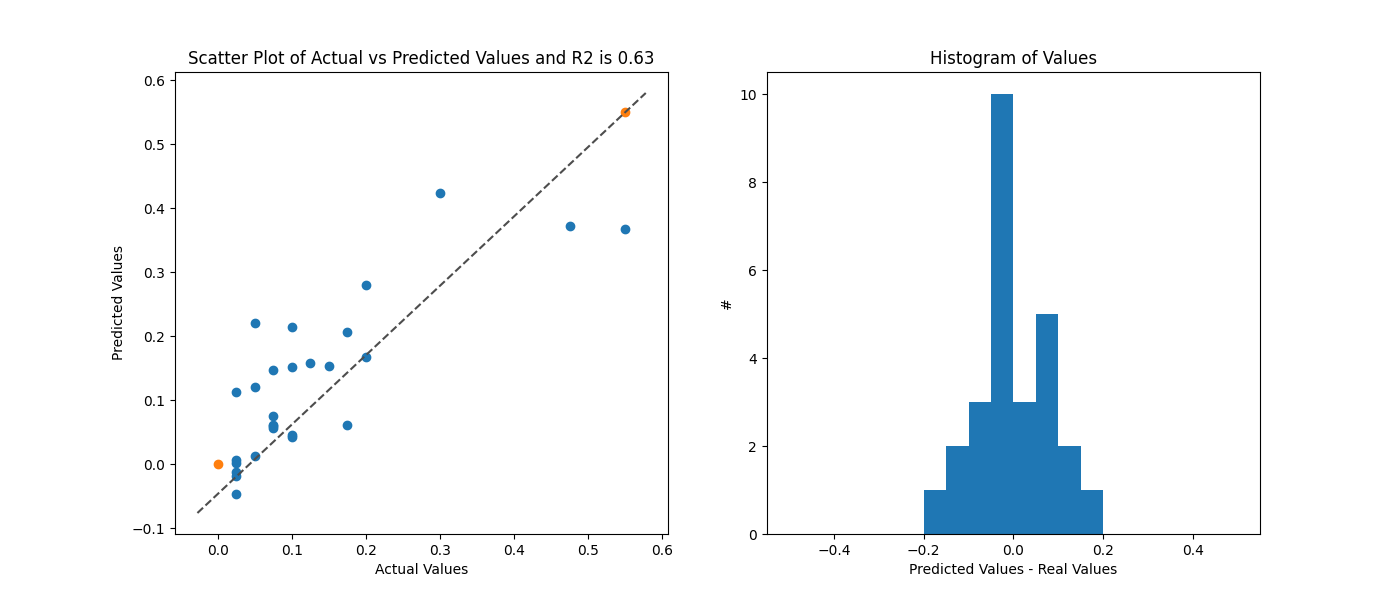 Scatter Plot of Actual vs Predicted Values and R2 is 0.63
0.6
0.5
0.4
0.3
0.2
0.1
0.0
−0.1
Predicted Values
0.0 0.1 0.2 0.3 0.4 0.5 0.6
Actual Values
Histogram of Values
10
8
6
4
2
0
#
−0.4 −0.2 0.0 0.2 0.4
Predicted Values - Real Values